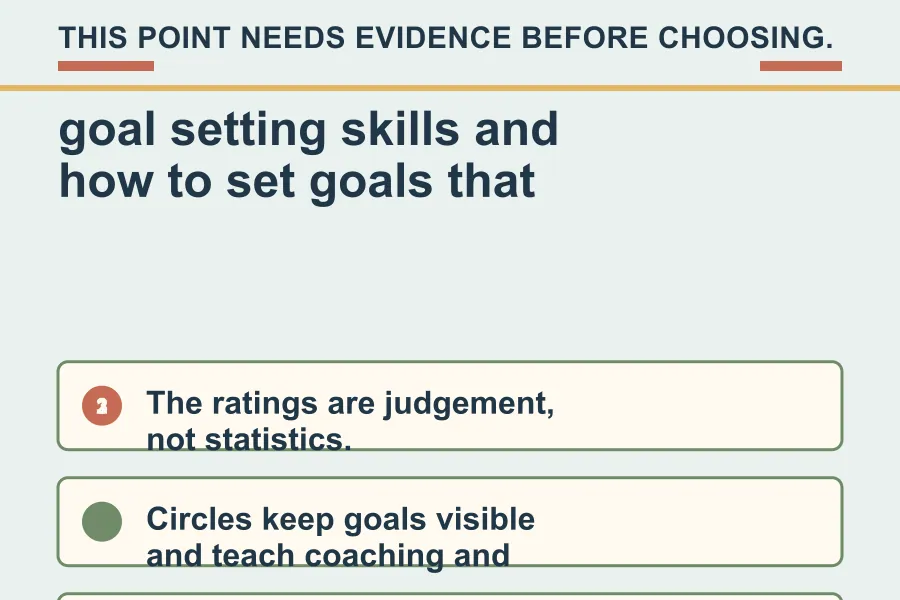 THIS POINT NEEDS EVIDENCE BEFORE CHOOSING.
goal setting skills and
how to set goals that
The ratings are judgement,
not statistics.
Circles keep goals visible
and teach coaching and